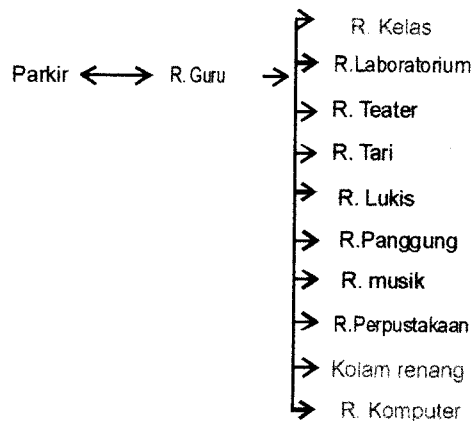 R. Kelas
Parkir
R. Guru
R.Laboratorium
R. Teater
R. Tari
R. Lukis
R.Panggung
R. musik
R.Perpustakaan
Kolam renang
R. Komputer